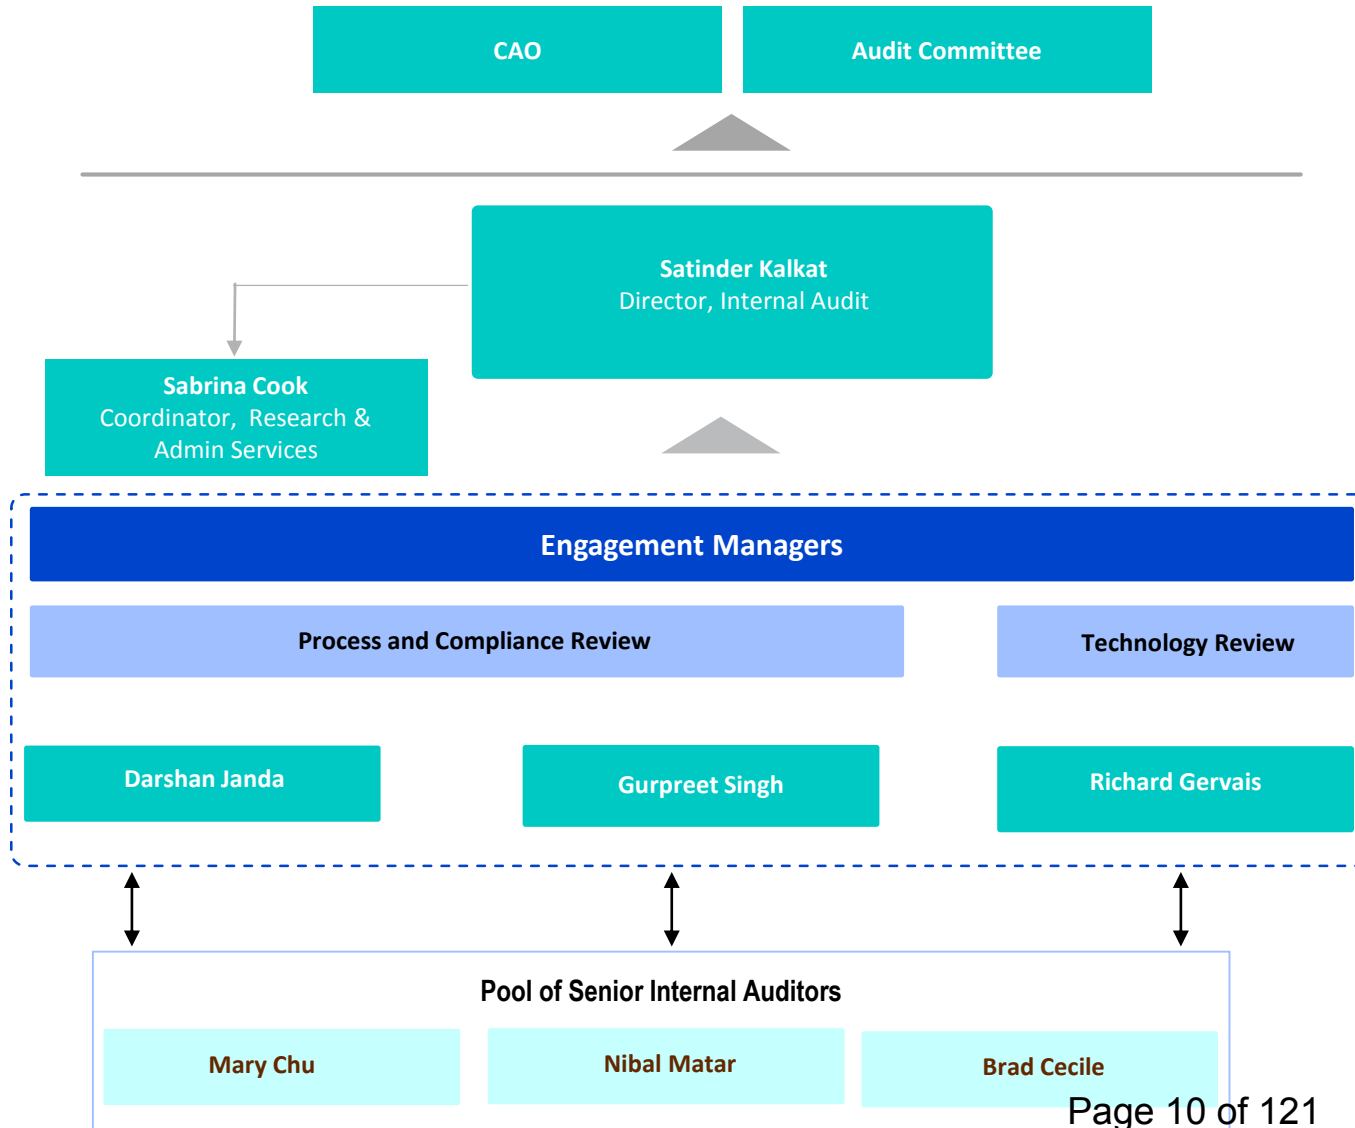 CAO
Audit Committee
Satinder Kalkat
Director, Internal Audit
Sabrina Cook
Coordinator, Research &
Admin Services
Engagement Managers
Process and Compliance Review
Technology Review
Darshan Janda
Gurpreet Singh
Richard Gervais
Pool of Senior Internal Auditors
Mary Chu
Nibal Matar
Brad Cecile
Page 10 of 121